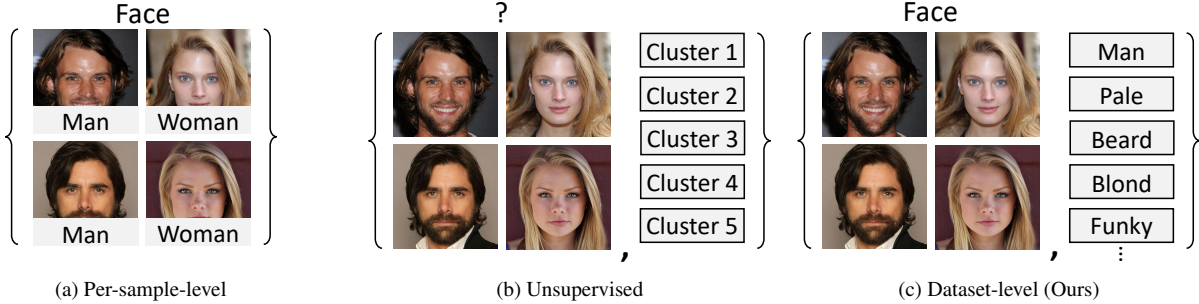 Face
Man
Woman
Man
Woman
(a) Per-sample-level
?
Cluster 1
Cluster 2
Cluster 3
Cluster 4
Cluster 5
,
(b) Unsupervised
Face
Man
Pale
Beard
Blond
Funky
⋮
,
(c) Dataset-level (Ours)